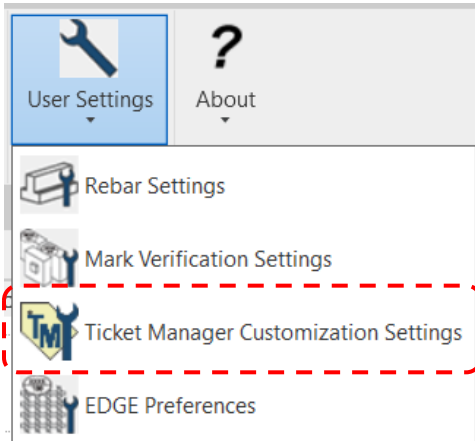 ?
User Settings
About
Rebar Settings
Mark Verification Settings
TM
Ticket Manager Customization Settings
EDGE Preferences